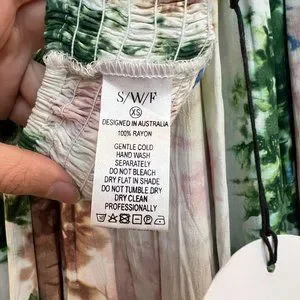 S/W/F
XS
DESIGNED IN AUSTRALIA
100% RAYON
GENTLE COLD
HAND WASH
SEPARATELY
DO NOT BLEACH
DRY FLAT IN SHADE
DO NOT TUMBLE DRY
DRY CLEAN
PROFESSIONALLY